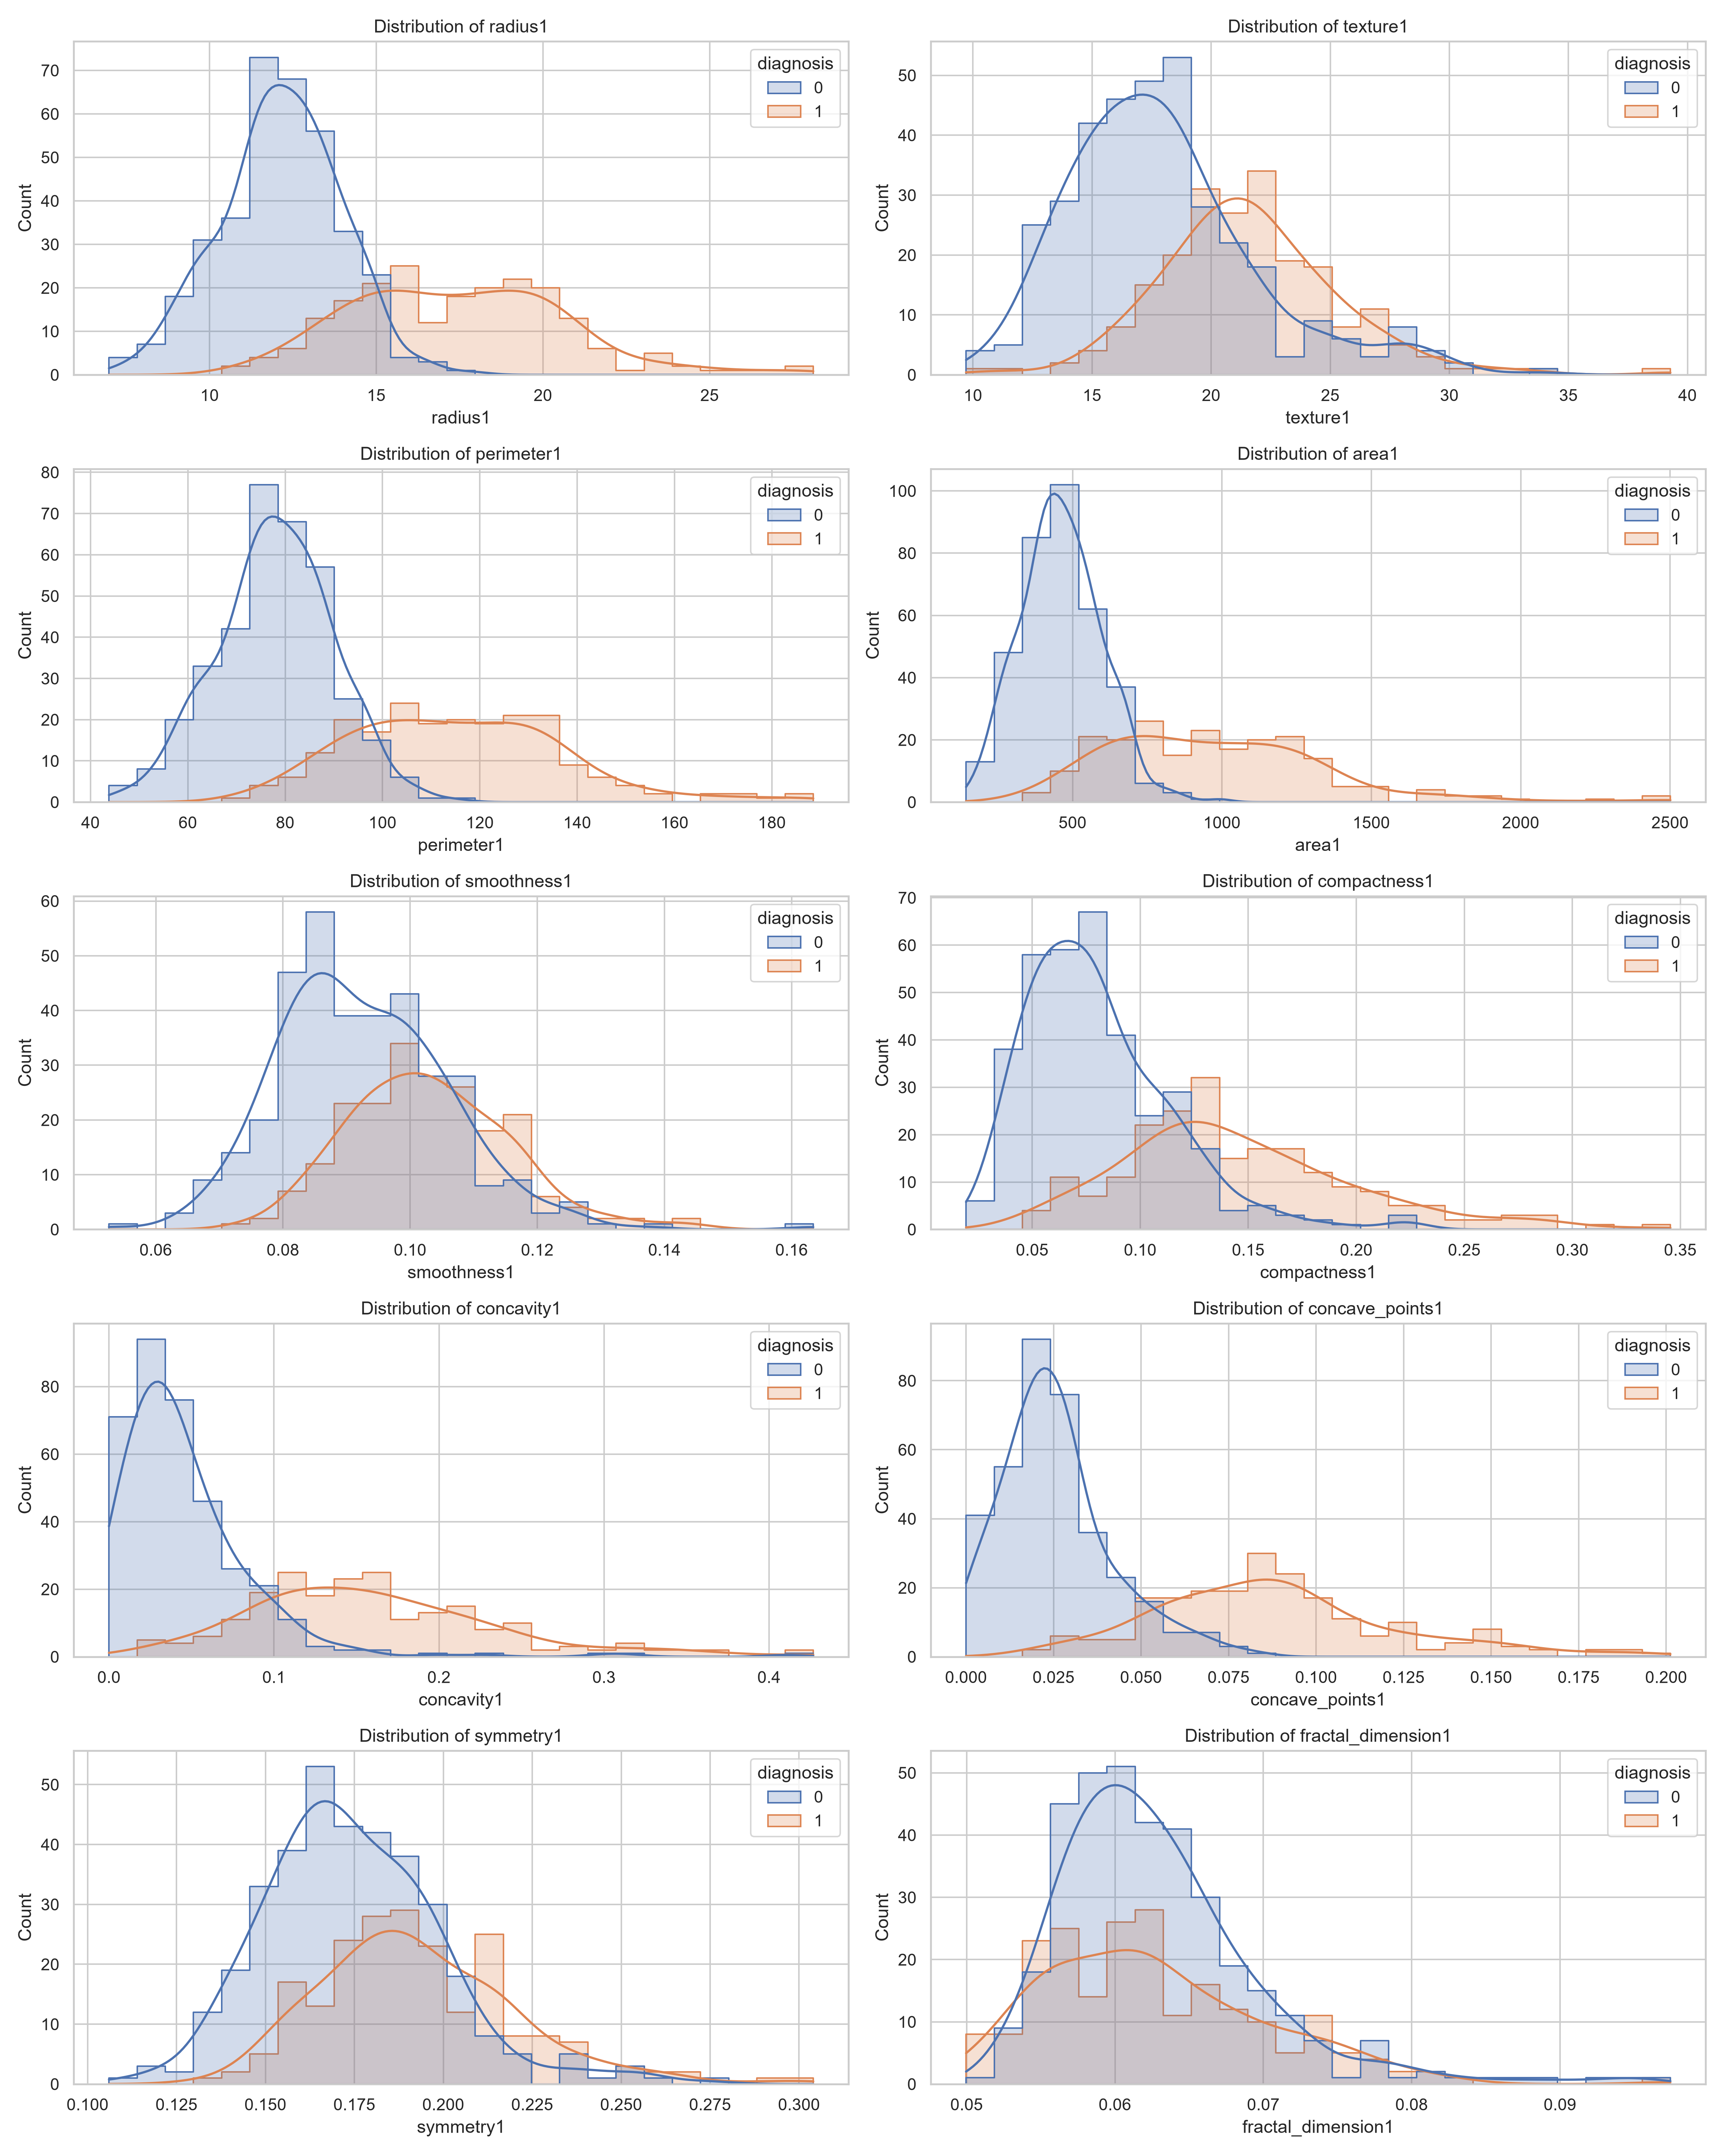 Distribution of radius1
diagnosis
0
1
Count
70
60
50
40
30
20
10
0
10 15 20 25
radius1
Distribution of texture1
diagnosis
0
1
Count
50
40
30
20
10
0
10 15 20 25 30 35 40
texture1
Distribution of perimeter1
diagnosis
0
1
Count
80
70
60
50
40
30
20
10
0
40 60 80 100 120 140 160 180
perimeter1
Distribution of area1
diagnosis
0
1
Count
100
80
60
40
20
0
500 1000 1500 2000 2500
area1
Distribution of smoothness1
diagnosis
0
1
Count
60
50
40
30
20
10
0
0.06 0.08 0.10 0.12 0.14 0.16
smoothness1
Distribution of compactness1
diagnosis
0
1
Count
70
60
50
40
30
20
10
0
0.05 0.10 0.15 0.20 0.25 0.30 0.35
compactness1
Distribution of concavity1
diagnosis
0
1
Count
80
60
40
20
0
0.0 0.1 0.2 0.3 0.4
concavity1
Distribution of concave_points1
diagnosis
0
1
Count
80
60
40
20
0
0.000 0.025 0.050 0.075 0.100 0.125 0.150 0.175 0.200
concave_points1
Distribution of symmetry1
diagnosis
0
1
Count
50
40
30
20
10
0
0.100 0.125 0.150 0.175 0.200 0.225 0.250 0.275 0.300
symmetry1
Distribution of fractal_dimension1
diagnosis
0
1
Count
50
40
30
20
10
0
0.05 0.06 0.07 0.08 0.09
fractal_dimension1